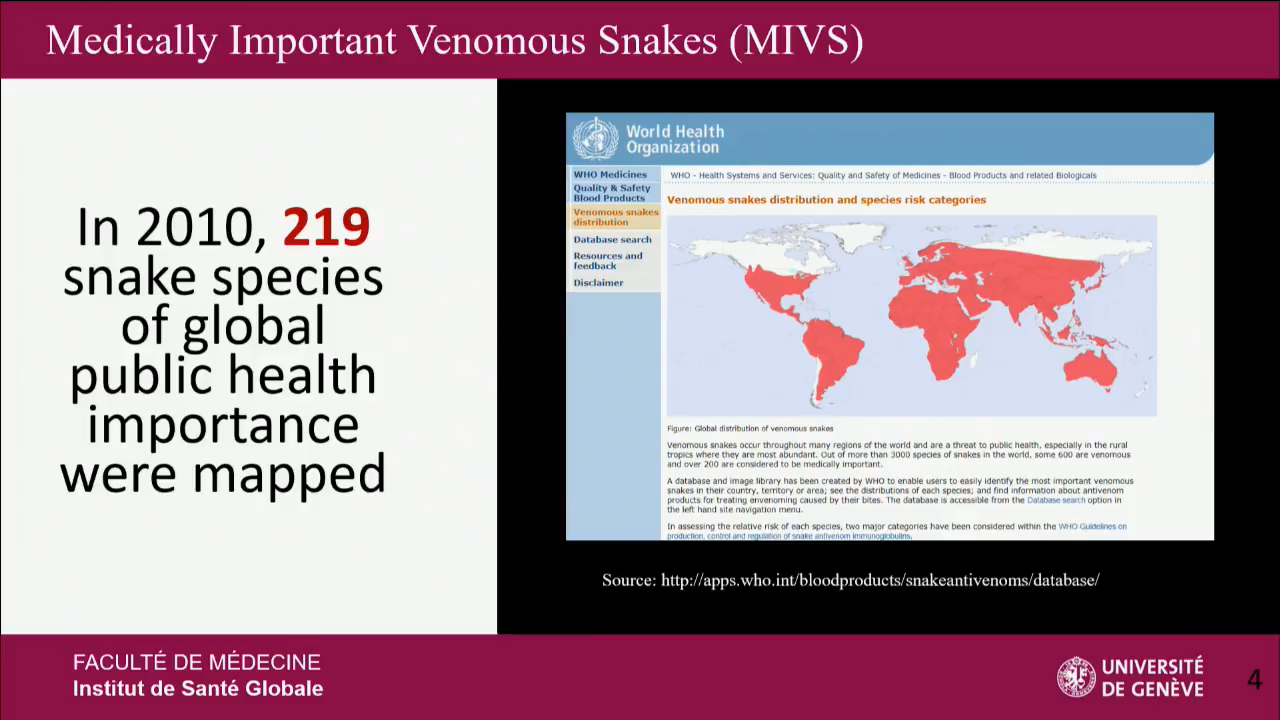 Medically Important Venomous Snakes (MIVS)
In 2010, 219
snake species
of global
public health
importance
were mapped
World Health
Organization
WHO Medicines
Quality & Safety
Blood Products
Venomous snakes
distribution
Database search
Resources and
feedback
Disclaimer
WHO - Health Systems and Services: Quality and Safety of Medicines - Blood Products and related Biologicals
Venomous snakes distribution and species risk categories
Figure: Global distribution of venomous snakes
Venomous snakes occur throughout many regions of the world and are a threat to public health, especially in the rural
tropics where they are most abundant. Out of more than 3000 species of snakes in the world, some 600 are venomous
and over 200 are considered to be medically important.
A database and image library has been created by WHO to enable users to easily identify the most important venomous
snakes in their country, territory or area; see the distributions of each species; and find information about antivenom
products for treating envenoming caused by their bites. The database is accessible from the Database search option in
the left hand site navigation menu.
In assessing the relative risk of each species, two major categories have been considered within the WHO Guidelines on
production, control and regulation of snake antivenom immunoglobulins.
Source: http://apps.who.int/bloodproducts/snakeantivenoms/database/
FACULTÉ DE MÉDECINE
Institut de Santé Globale
UNIVERSITÉ
DE GENÈVE
4